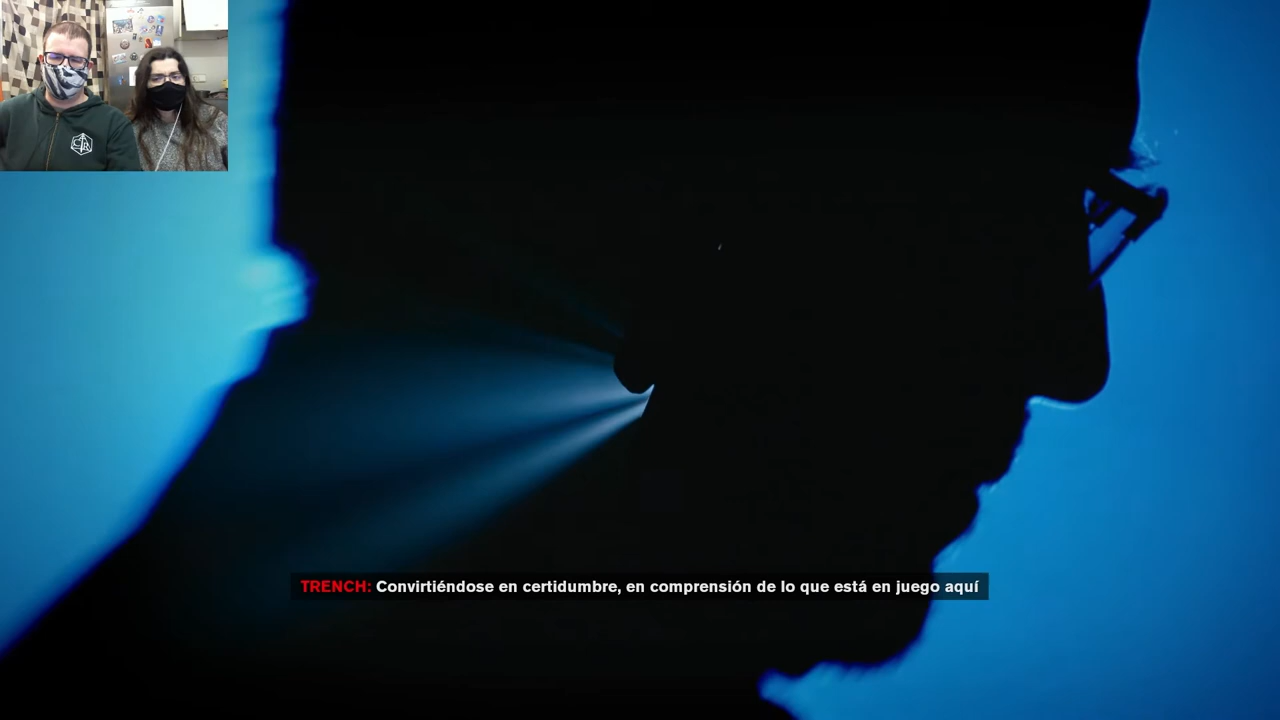 TRENCH: Convirtiéndose en certidumbre, en comprensión de lo que está en juego aquí